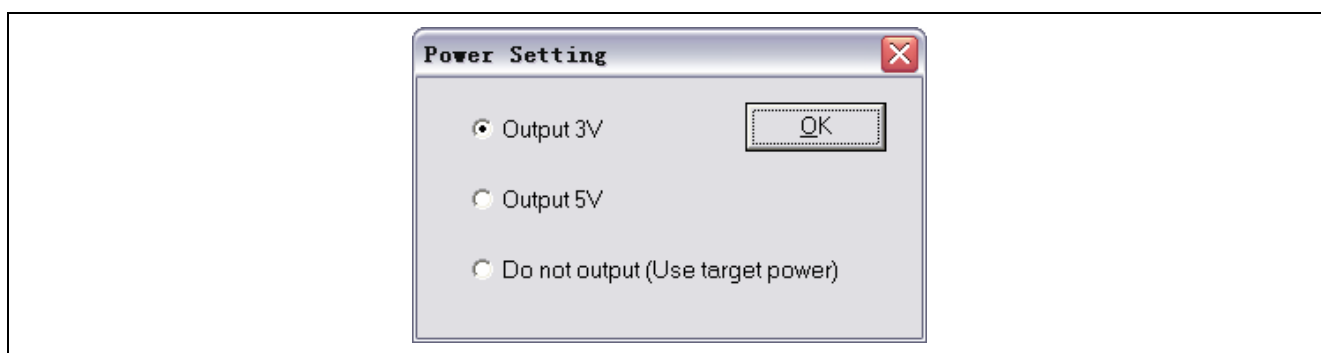 Power Setting
Output 3V
OK
Output 5V
Do not output (Use target power)